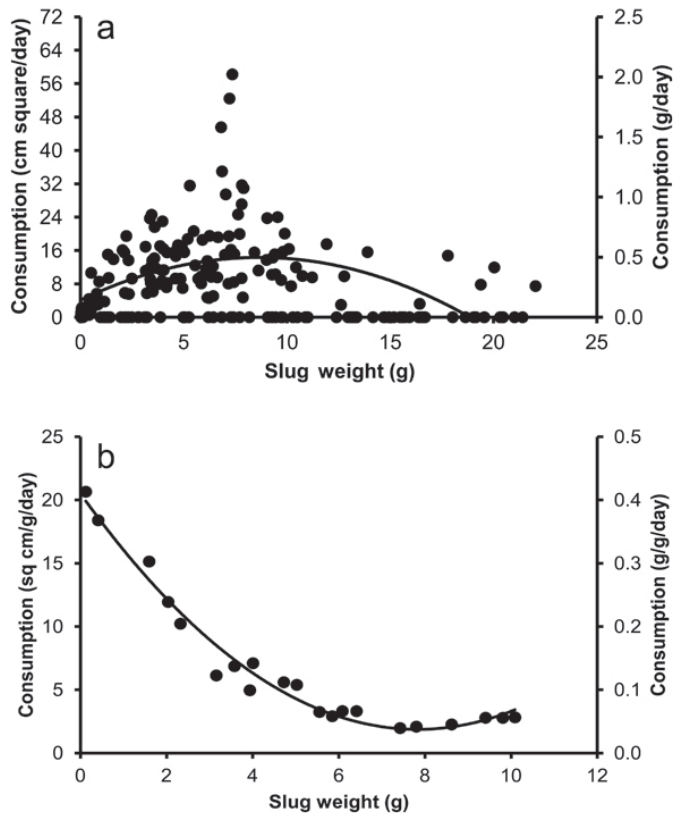 a
Consumption (cm square/day)
72
64
56
48
40
32
24
16
8
0
2.5
2.0
1.5
1.0
0.5
0.0
Consumption (g/day)
0 5 10 15 20 25
Slug weight (g)
b
Consumption (sq cm/g/day)
25
20
15
10
5
0
0.5
0.4
0.3
0.2
0.1
0.0
Consumption (g/g/day)
0 2 4 6 8 10 12
Slug weight (g)